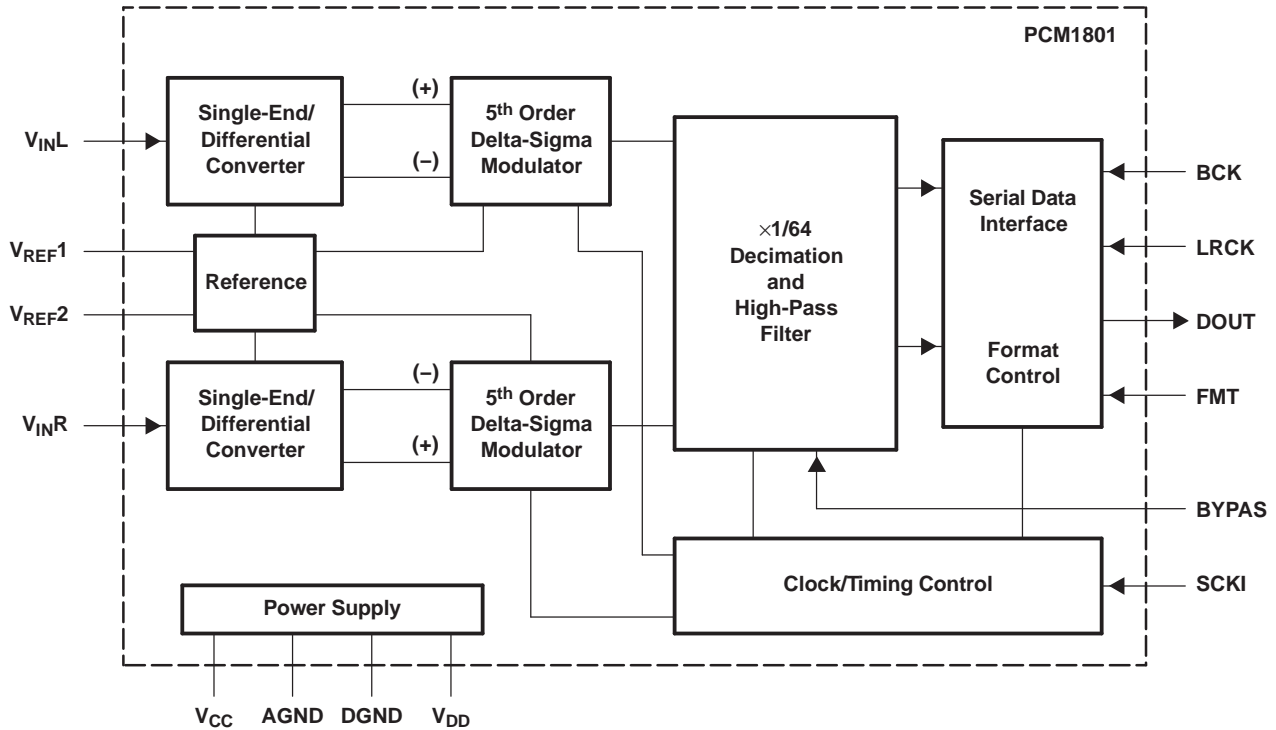 PCM1801
Single-End/
Differential
Converter
(+)
(–)
5th Order
Delta-Sigma
Modulator
VINL
VREF1
Reference
VREF2
×1/64
Decimation
and
High-Pass
Filter
Serial Data
Interface
Format
Control
BCK
LRCK
DOUT
FMT
BYPAS
SCKI
VINR
Single-End/
Differential
Converter
(–)
(+)
5th Order
Delta-Sigma
Modulator
Clock/Timing Control
Power Supply
VCC
AGND
DGND
VDD